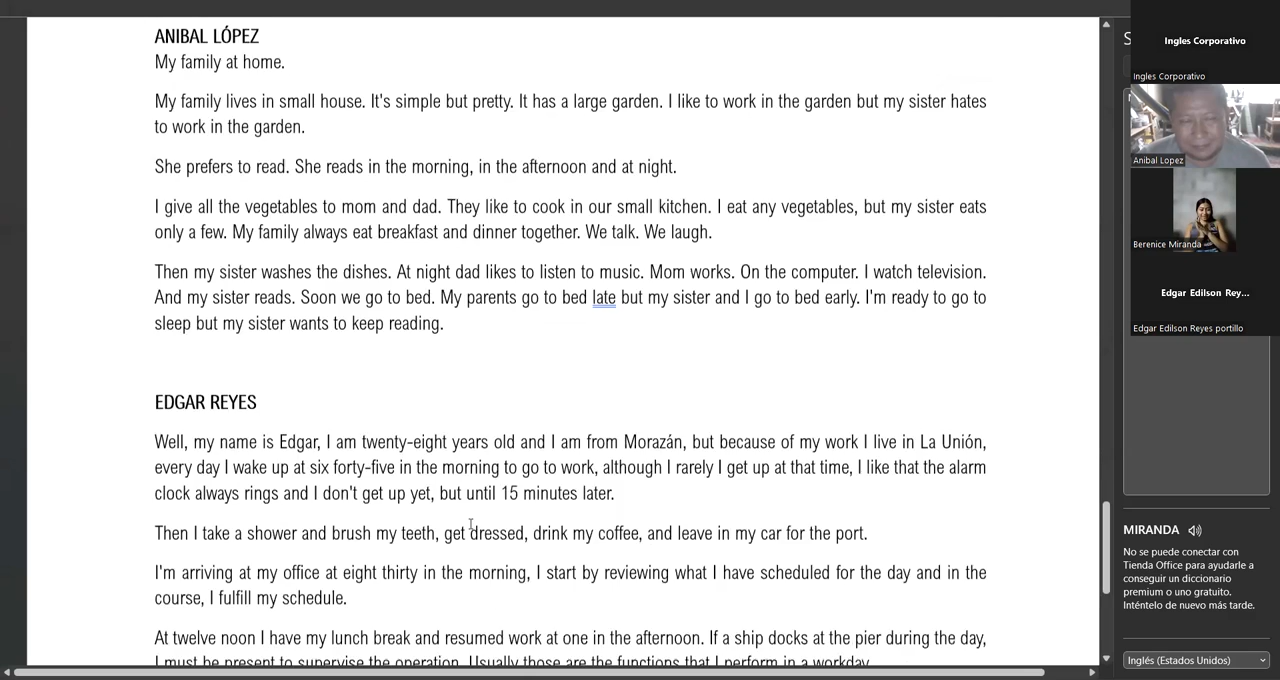 ANIBAL LÓPEZ
My family at home.
My family lives in small house. It's simple but pretty. It has a large garden. I like to work in the garden but my sister hates
to work in the garden.
She prefers to read. She reads in the morning, in the afternoon and at night.
I give all the vegetables to mom and dad. They like to cook in our small kitchen. I eat any vegetables, but my sister eats
only a few. My family always eat breakfast and dinner together. We talk. We laugh.
Then my sister washes the dishes. At night dad likes to listen to music. Mom works. On the computer. I watch television.
And my sister reads. Soon we go to bed. My parents go to bed late but my sister and I go to bed early. I'm ready to go to
sleep but my sister wants to keep reading.
EDGAR REYES
Well, my name is Edgar, I am twenty-eight years old and I am from Morazán, but because of my work I live in La Unión,
every day I wake up at six forty-five in the morning to go to work, although I rarely I get up at that time, I like that the alarm
clock always rings and I don't get up yet, but until 15 minutes later.
Then I take a shower and brush my teeth, get dressed, drink my coffee, and leave in my car for the port.
I'm arriving at my office at eight thirty in the morning, I start by reviewing what I have scheduled for the day and in the
course, I fulfill my schedule.
At twelve noon I have my lunch break and resumed work at one in the afternoon. If a ship docks at the pier during the day,
I must be present to supervise the operation. Usually those are the functions that I perform in a workday.
Ingles Corporativo
Ingles Corporativo
Anibal Lopez
Berenice Miranda
Edgar Edilson Rey...
Edgar Edilson Reyes portillo
MIRANDA
No se puede conectar con
Tienda Office para ayudarle a
conseguir un diccionario
premium o uno gratuito.
Inténtelo de nuevo más tarde.
Inglés (Estados Unidos)